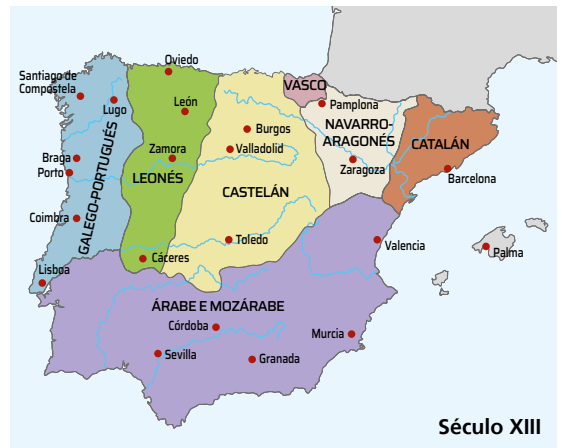 Oviedo
Santiago de
Compostela
Lugo
León
VASCO
Pamplona
Burgos
NAVARRO-
ARAGONÉS
CATALÁN
Braga
Porto
Zamora
Valladolid
GALEGO-PORTUGUÉS
LEONÉS
CASTELÁN
Zaragoza
Barcelona
Coimbra
Toledo
Valencia
Palma
Lisboa
Cáceres
ÁRABE E MOZÁRABE
Córdoba
Murcia
Sevilla
Granada
Século XIII